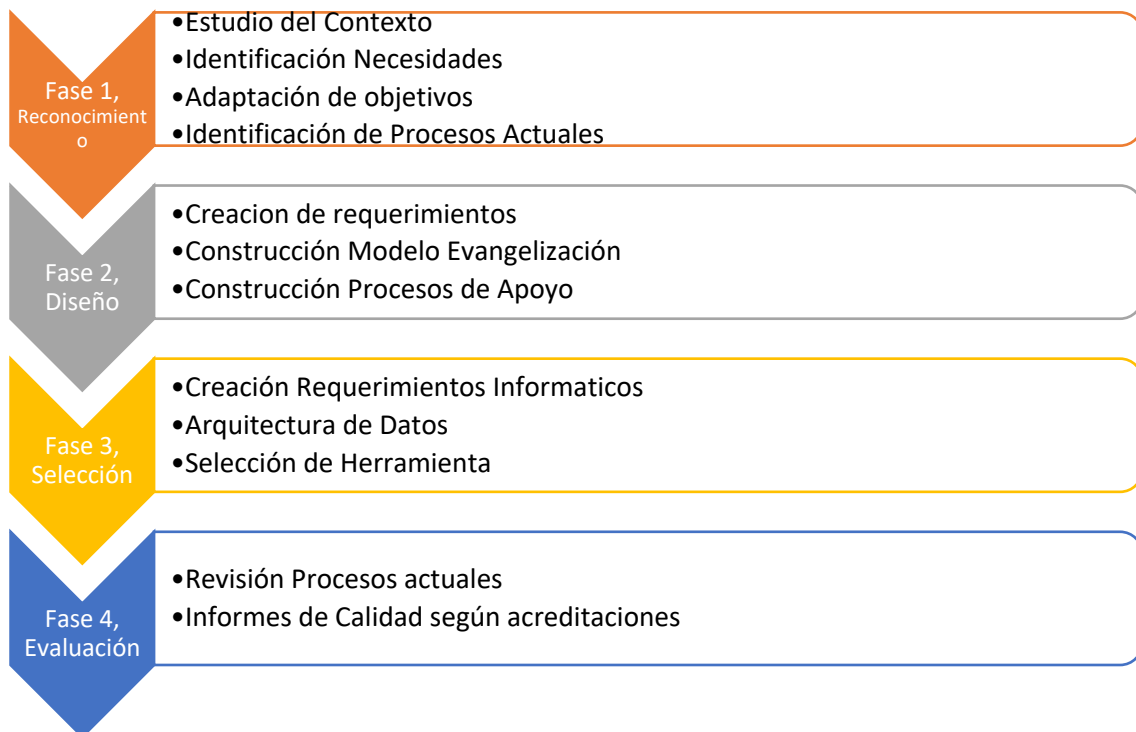 Fase 1,
Reconocimient
o
•Estudio del Contexto
•Identificación Necesidades
•Adaptación de objetivos
•Identificación de Procesos Actuales
Fase 2,
Diseño
•Creacion de requerimientos
•Construcción Modelo Evangelización
•Construcción Procesos de Apoyo
Fase 3,
Selección
•Creación Requerimientos Informaticos
•Arquitectura de Datos
•Selección de Herramienta
Fase 4,
Evaluación
•Revisión Procesos actuales
•Informes de Calidad según acreditaciones